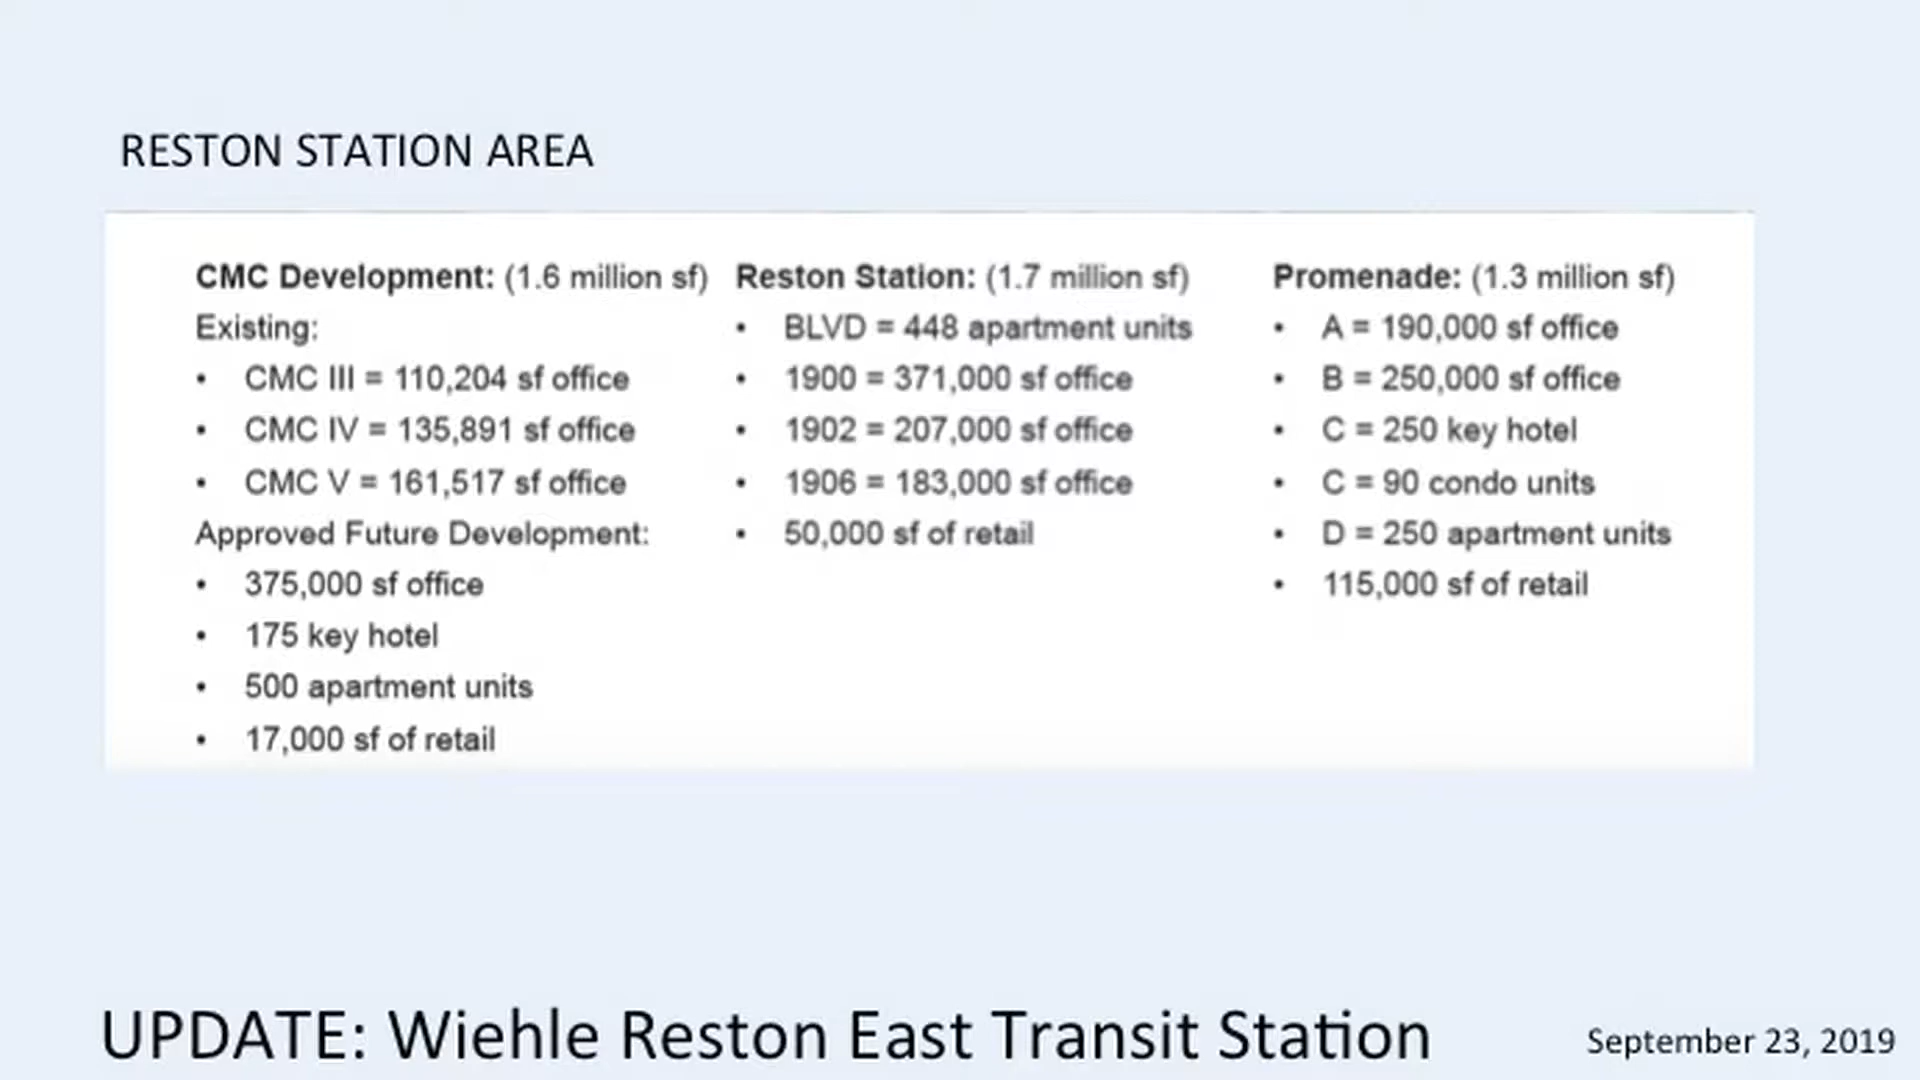 RESTON STATION AREA
CMC Development: (1.6 million sf)
Existing:
• CMC III = 110,204 sf office
• CMC IV = 135,891 sf office
• CMC V = 161,517 sf office
Approved Future Development:
• 375,000 sf office
• 175 key hotel
• 500 apartment units
• 17,000 sf of retail
Reston Station: (1.7 million sf)
• BLVD = 448 apartment units
• 1900 = 371,000 sf office
• 1902 = 207,000 sf office
• 1906 = 183,000 sf office
• 50,000 sf of retail
Promenade: (1.3 million sf)
• A = 190,000 sf office
• B = 250,000 sf office
• C = 250 key hotel
• C = 90 condo units
• D = 250 apartment units
• 115,000 sf of retail
UPDATE: Wiehle Reston East Transit Station
September 23, 2019